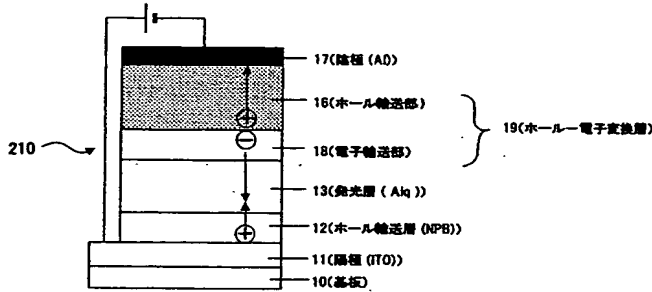 17(陰極(Al))
16(ホール輸送部)
19(ホール－電子変換層)
210
18(電子輸送部)
13(発光層(Alq))
12(ホール輸送層(NPB))
11(陽極(ITO))
10(基板)